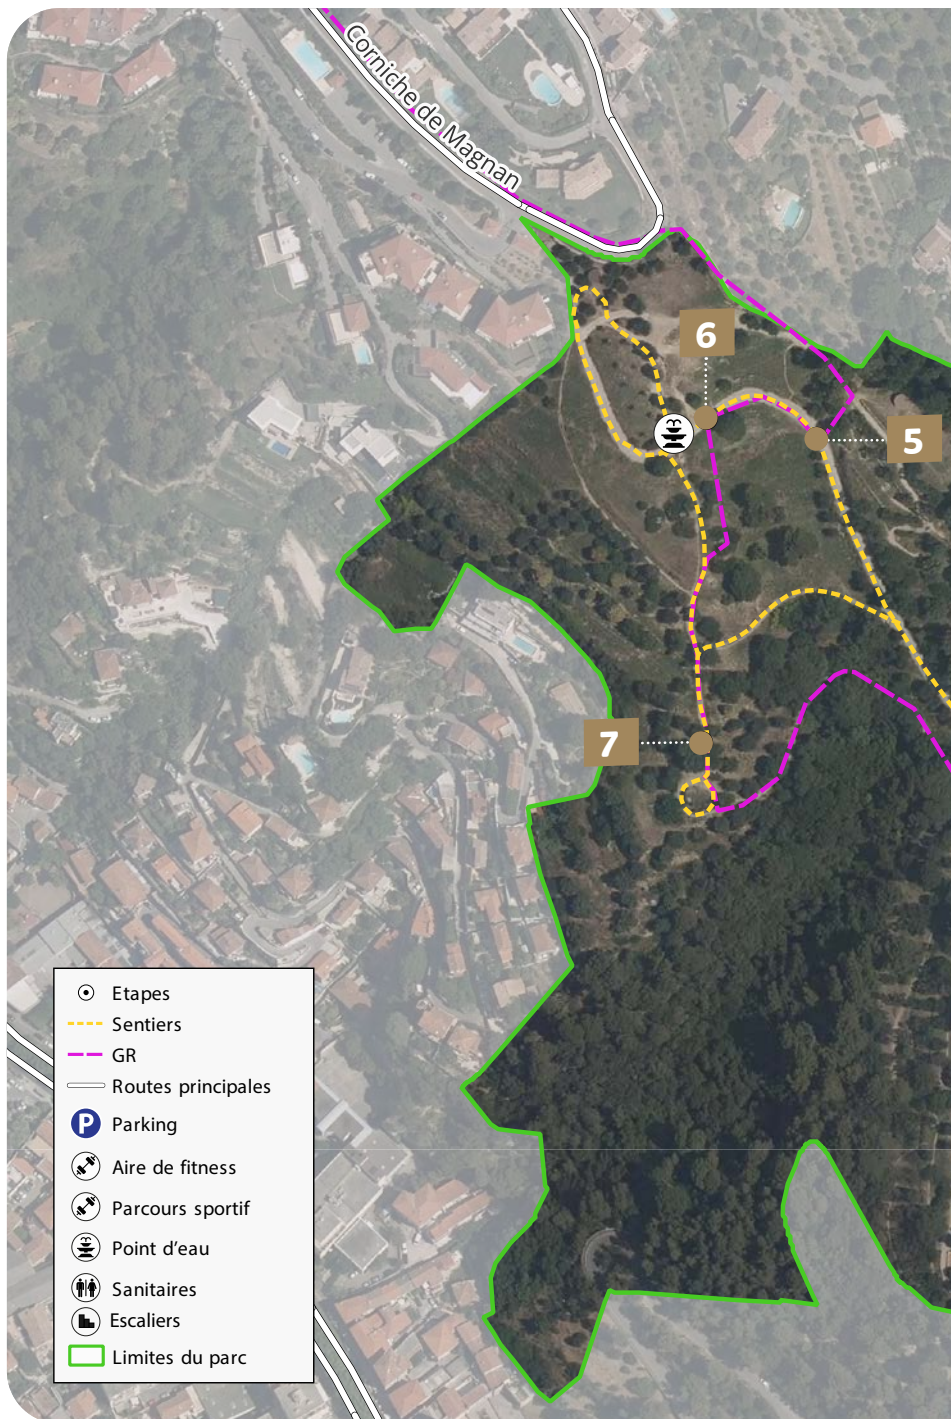 Corniche de Magnan
6
5
7
Etapes
Sentiers
GR
Routes principales
P Parking
Aire de fitness
Parcours sportif
Point d'eau
Sanitaires
Escaliers
Limites du parc